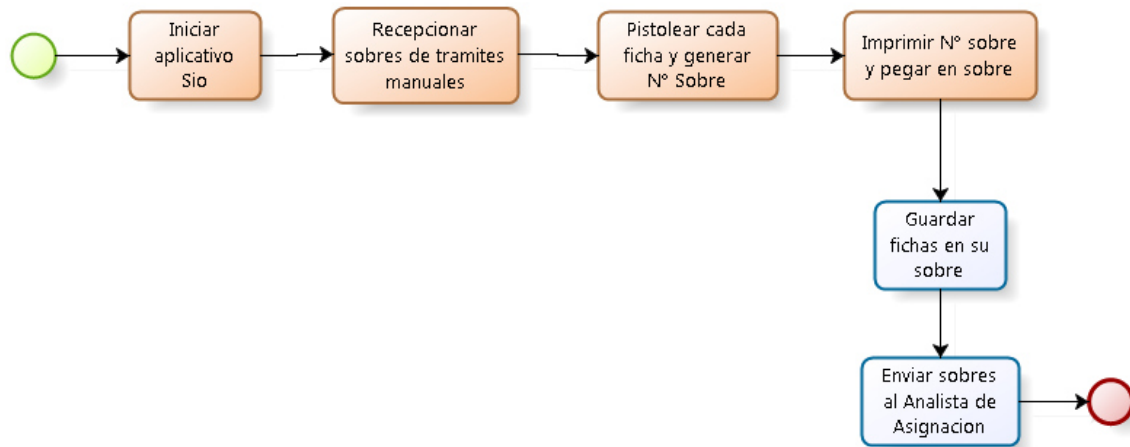 Iniciar
aplicativo
Sio
Recepcionar
sobres de tramites
manuales
Pistolear cada
ficha y generar
N° Sobre
Imprimir N° sobre
y pegar en sobre
Guardar
fichas en su
sobre
Enviar sobres
al Analista de
Asignacion